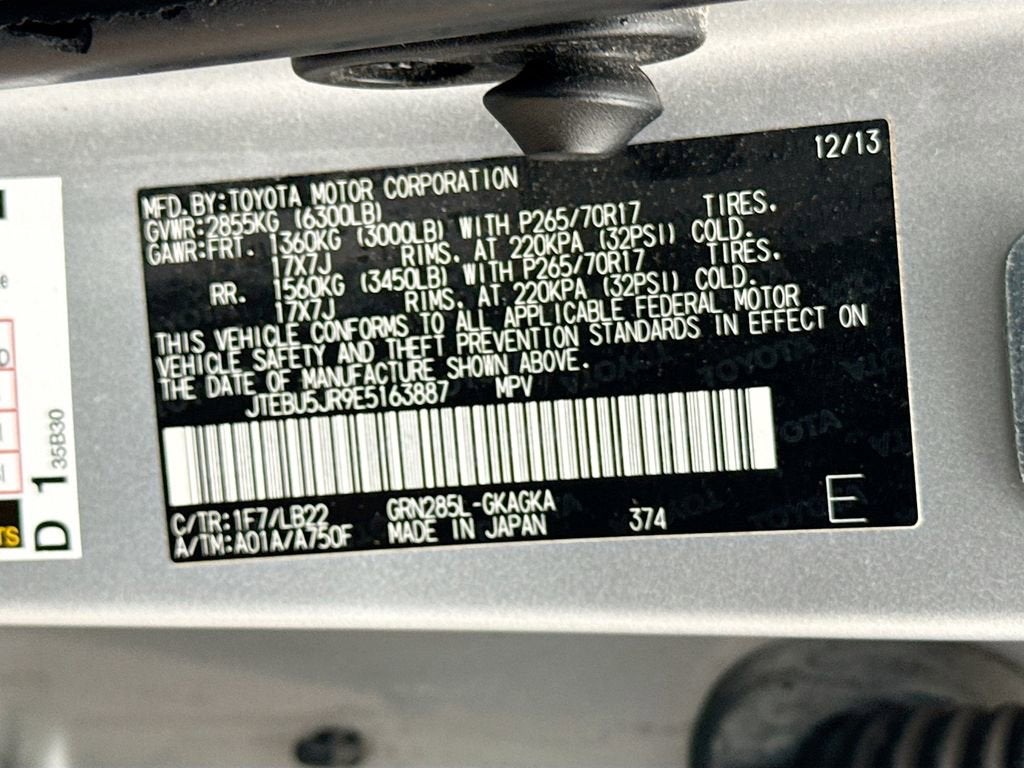 12/13
MFD. BY: TOYOTA MOTOR CORPORATION
GVWR: 2855KG (6300LB)
GAWR: FRT. 1360KG (3000LB) WITH P265/70R17 TIRES.
17X7J RIMS. AT 220KPA (32PSI) COLD.
RR. 1560KG (3450LB) WITH P265/70R17 TIRES.
17X7J RIMS. AT 220KPA (32PSI) COLD.
THIS VEHICLE CONFORMS TO ALL APPLICABLE FEDERAL MOTOR
VEHICLE SAFETY AND THEFT PREVENTION STANDARDS IN EFFECT ON
THE DATE OF MANUFACTURE SHOWN ABOVE.
JTEBU5JR9E5163887 MPV
C/TR: 1F7/LB22 GRN285L-GKAGKA
A/TM: A01A/A750F MADE IN JAPAN 374 E
D 1 35B30
TS